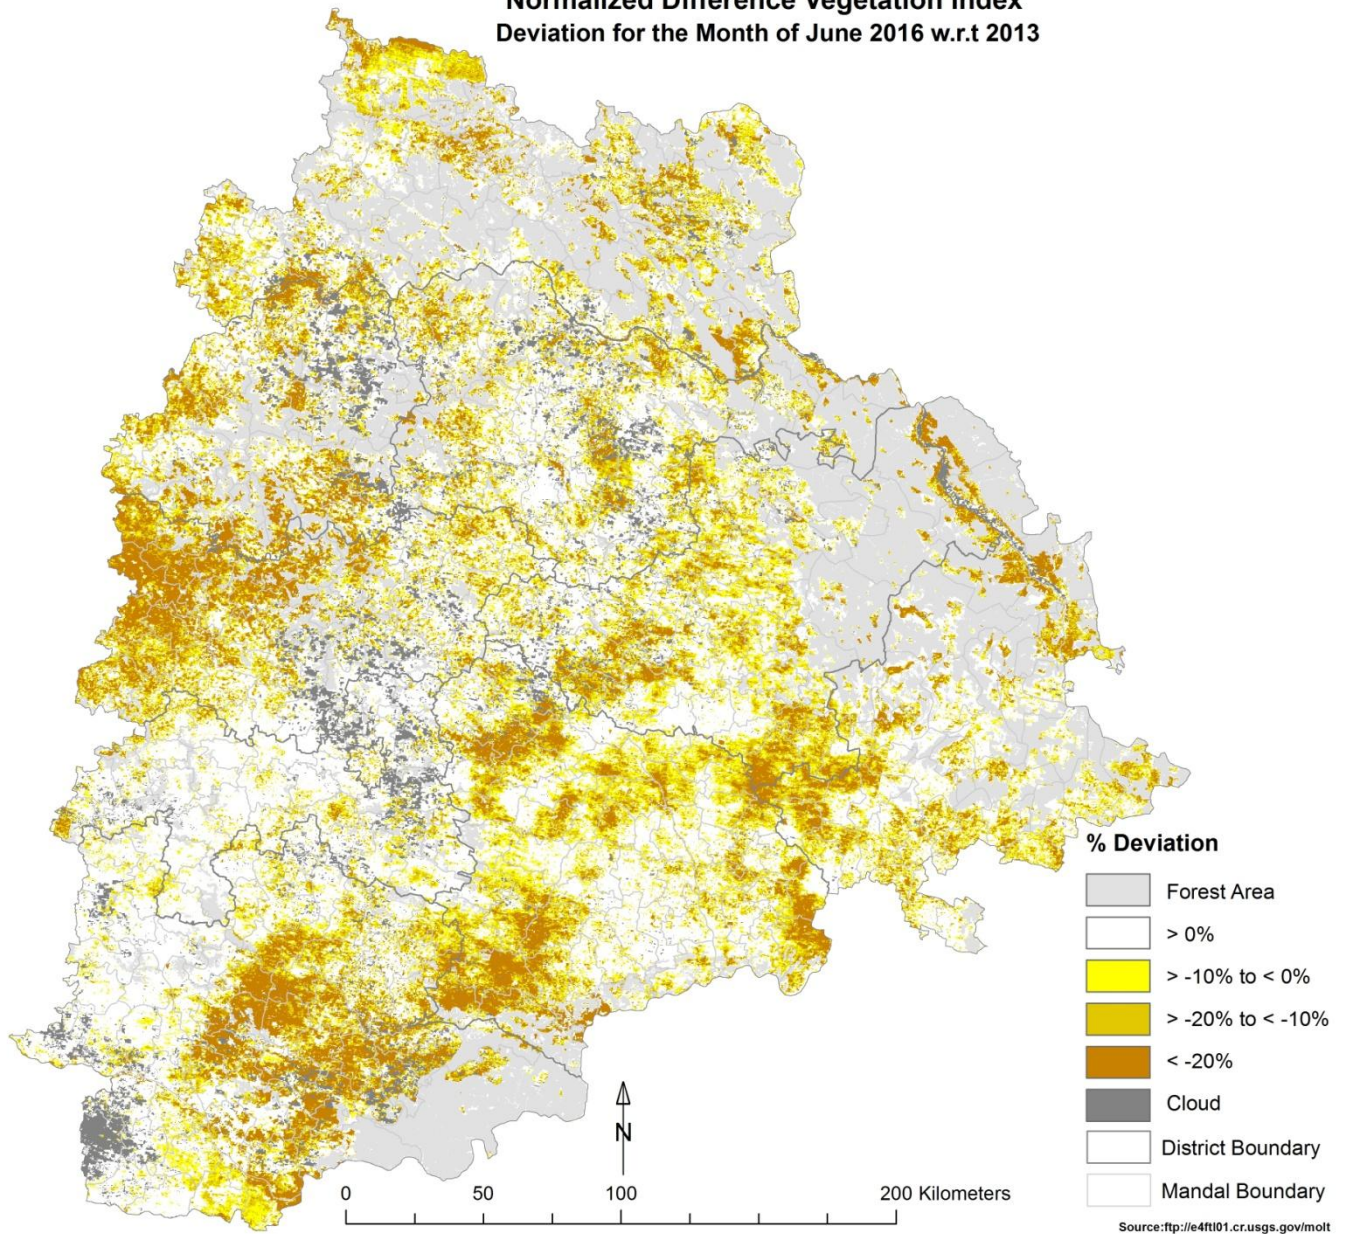 Normalized Difference Vegetation Index
Deviation for the Month of June 2016 w.r.t 2013
% Deviation
Forest Area
> 0%
> -10% to < 0%
> -20% to < -10%
< -20%
Cloud
District Boundary
Mandal Boundary
N
0 50 100 200 Kilometers
Source:ftp://e4ftl01.cr.usgs.gov/molt